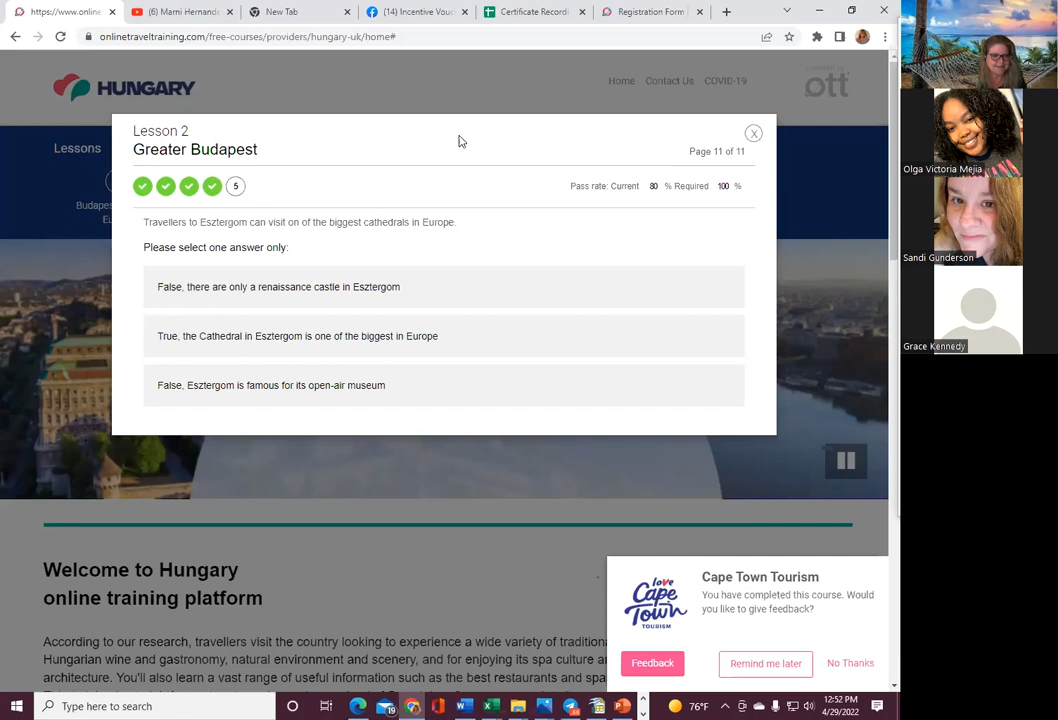 https://www.online
(6) Marni Hernande
New Tab
(14) Incentive Vouc
Certificate Recordin
Registration Form
onlinetraveltraining.com/free-courses/providers/hungary-uk/home#
HUNGARY
Home
Contact Us
COVID-19
powered by
ott
Lessons
Lesson 2
Greater Budapest
Page 11 of 11
5
Pass rate: Current 80 % Required 100 %
Travellers to Esztergom can visit on of the biggest cathedrals in Europe.
Please select one answer only:
False, there are only a renaissance castle in Esztergom
True, the Cathedral in Esztergom is one of the biggest in Europe
False, Esztergom is famous for its open-air museum
Welcome to Hungary
online training platform
According to our research, travellers visit the country looking to experience a wide variety of traditiona
Hungarian wine and gastronomy, natural environment and scenery, and for enjoying its spa culture a
architecture. You'll also learn a vast range of useful information such as the best restaurants and spa
love
Cape
Town
TOURISM
Cape Town Tourism
You have completed this course. Would
you like to give feedback?
Feedback
Remind me later
No Thanks
Olga Victoria Mejia
Sandi Gunderson
Grace Kennedy
Type here to search
19
76°F
12:52 PM
4/29/2022